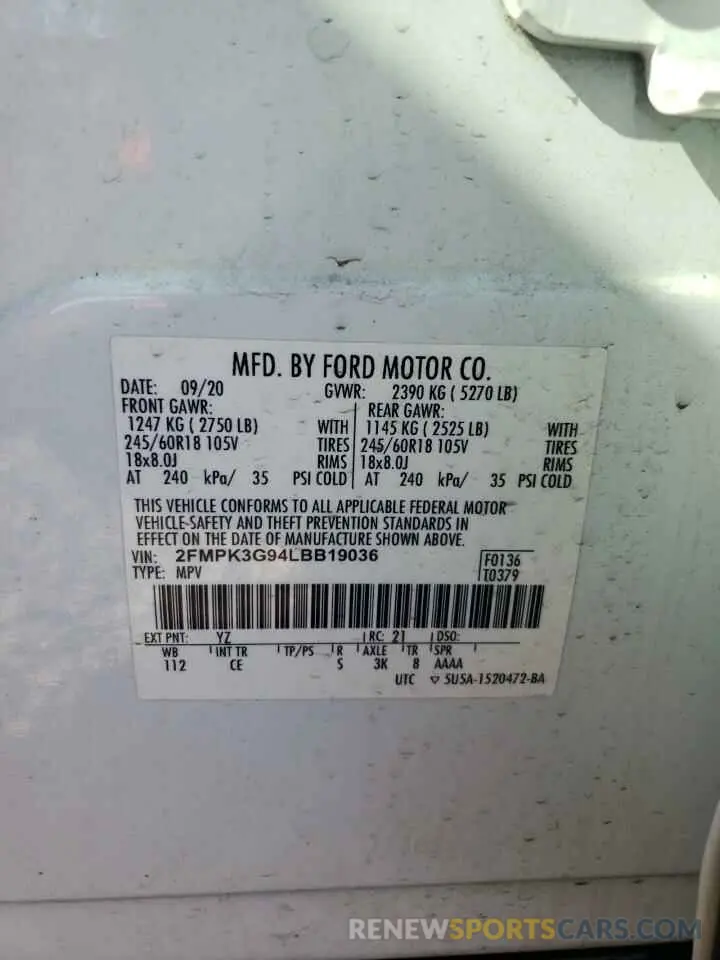 MFD. BY FORD MOTOR CO.
DATE: 09/20 GVWR: 2390 KG ( 5270 LB)
FRONT GAWR: REAR GAWR:
1247 KG ( 2750 LB) WITH 1145 KG ( 2525 LB) WITH
245/60R18 105V TIRES 245/60R18 105V TIRES
18x8.0J RIMS 18x8.0J RIMS
AT 240 kPa/ 35 PSI COLD AT 240 kPa/ 35 PSI COLD
THIS VEHICLE CONFORMS TO ALL APPLICABLE FEDERAL MOTOR
VEHICLE-SAFETY AND THEFT PREVENTION STANDARDS IN
EFFECT ON THE DATE OF MANUFACTURE SHOWN ABOVE.
VIN: 2FMPK3G94LBB19036 F0136
TYPE: MPV T0379
EXT PNT: YZ RC: 21 DSO:
WB INT TR TP/PS R AXLE TR SPR
112 CE S 3K 8 AAAA
UTC ▽ 5USA-1520472-BA
RENEWSPORTSCARS.COM